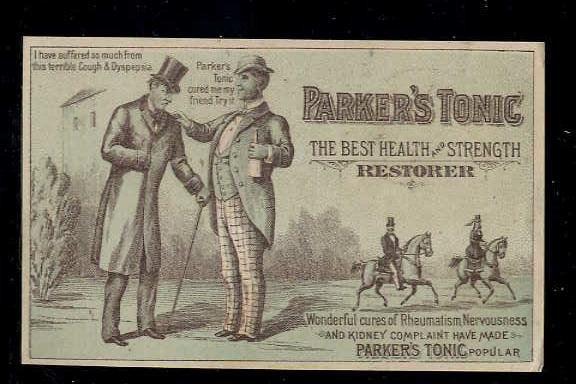 I have suffered so much from
this terrible Cough & Dyspepsia
Parker's
Tonic
cured me my
friend Try it
PARKER'S TONIC
THE BEST HEALTH AND STRENGTH
RESTORER
Wonderful cures of Rheumatism, Nervousness
AND KIDNEY COMPLAINT HAVE MADE
PARKER'S TONIC POPULAR